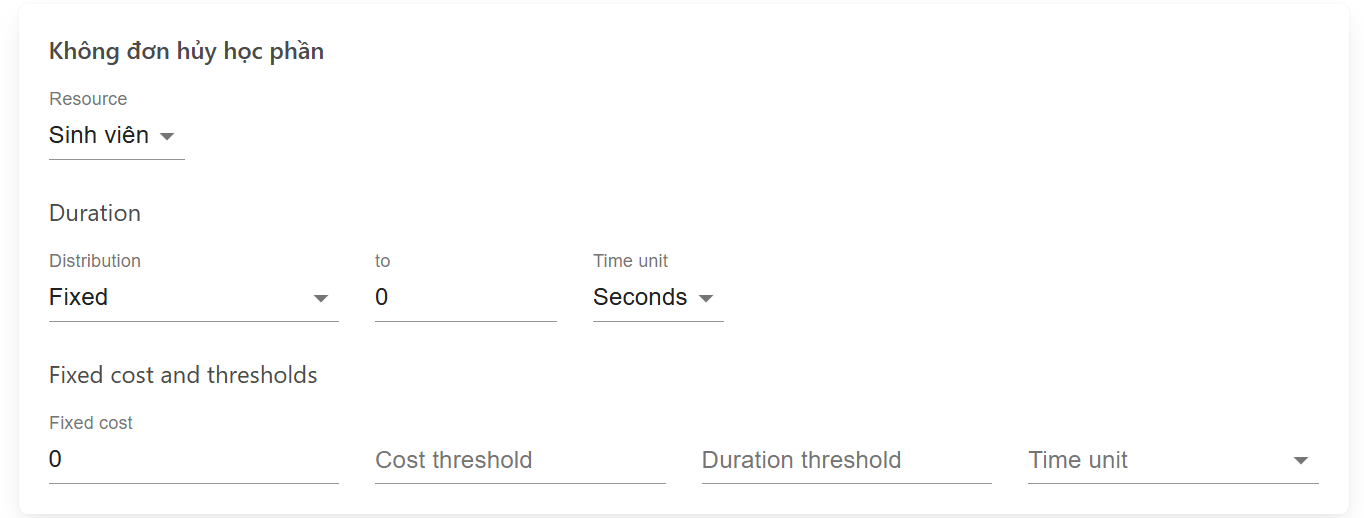 Không đơn hủy học phần
Resource
Sinh viên
Duration
Distribution to Time unit
Fixed 0 Seconds
Fixed cost and thresholds
Fixed cost
0 Cost threshold Duration threshold Time unit